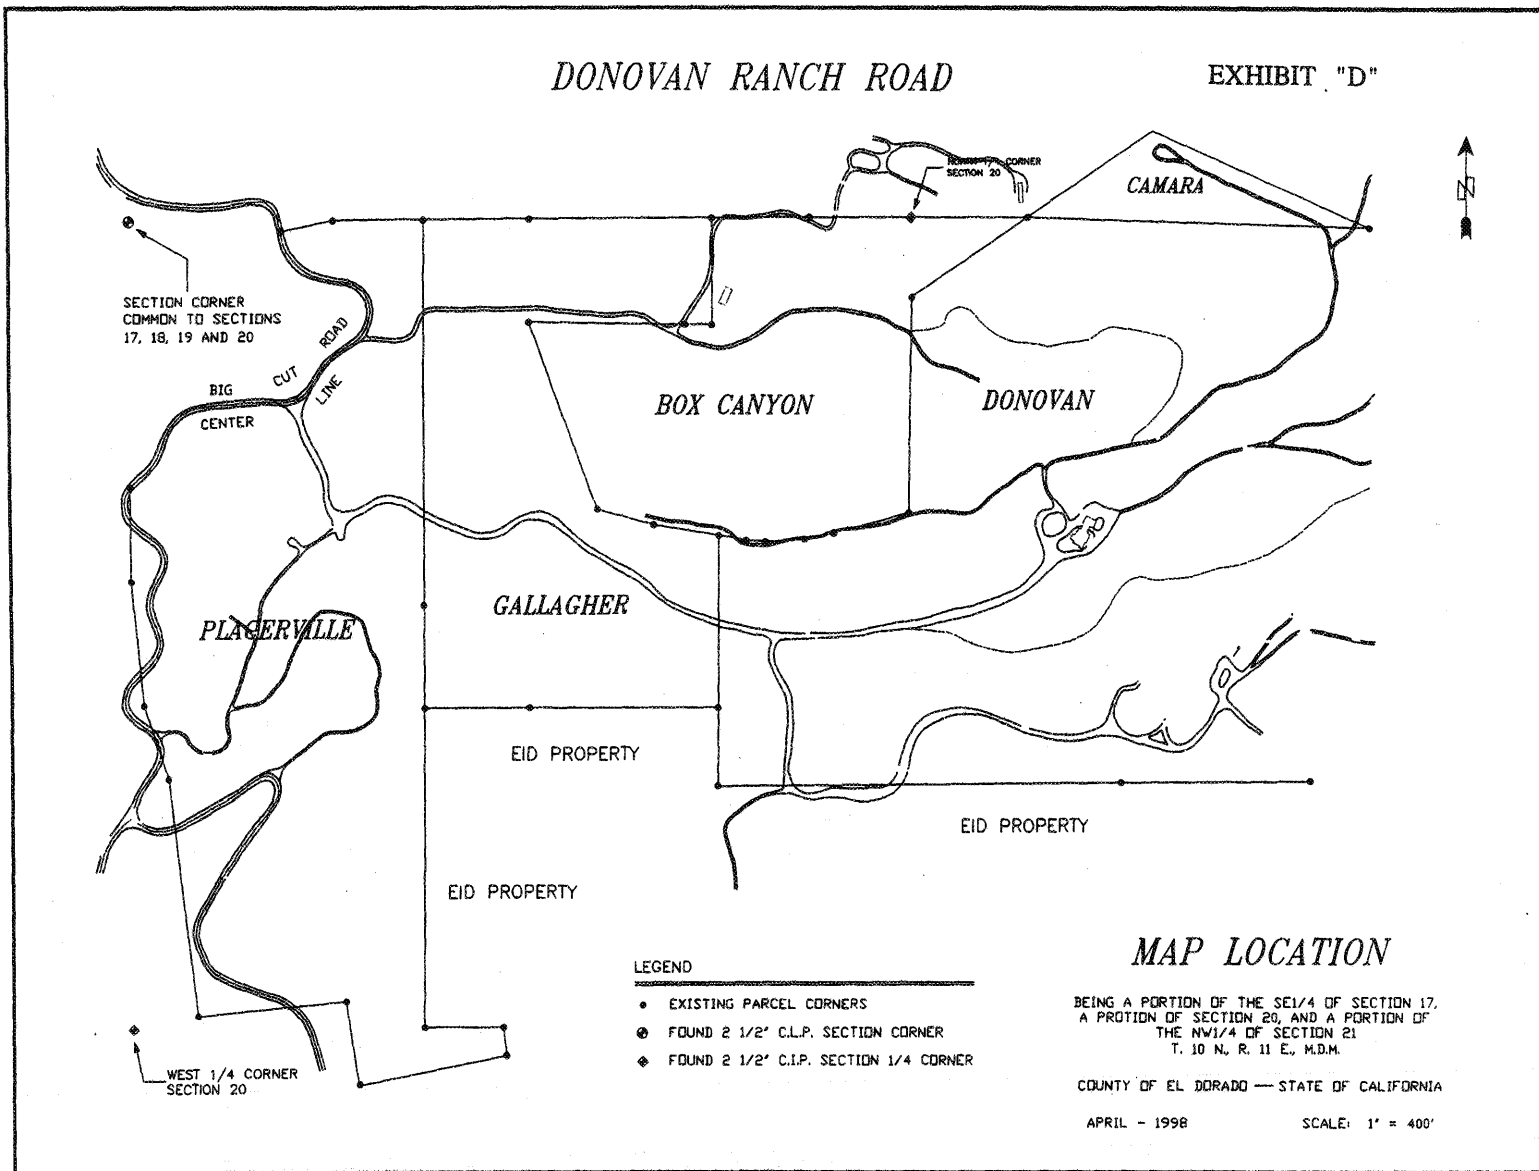 DONOVAN RANCH ROAD
EXHIBIT "D"
1/4 CORNER
SECTION 20
CAMARA
N
SECTION CORNER
COMMON TO SECTIONS
17, 18, 19 AND 20
BIG CUT ROAD
CENTER LINE
BOX CANYON
DONOVAN
GALLAGHER
PLACERVILLE
EID PROPERTY
EID PROPERTY
EID PROPERTY
LEGEND
EXISTING PARCEL CORNERS
FOUND 2 1/2" C.L.P. SECTION CORNER
FOUND 2 1/2" C.I.P. SECTION 1/4 CORNER
WEST 1/4 CORNER
SECTION 20
MAP LOCATION
BEING A PORTION OF THE SE1/4 OF SECTION 17,
A PROTION OF SECTION 20, AND A PORTION OF
THE NW1/4 OF SECTION 21
T. 10 N., R. 11 E., M.D.M.
COUNTY OF EL DORADO — STATE OF CALIFORNIA
APRIL - 1998
SCALE: 1" = 400'